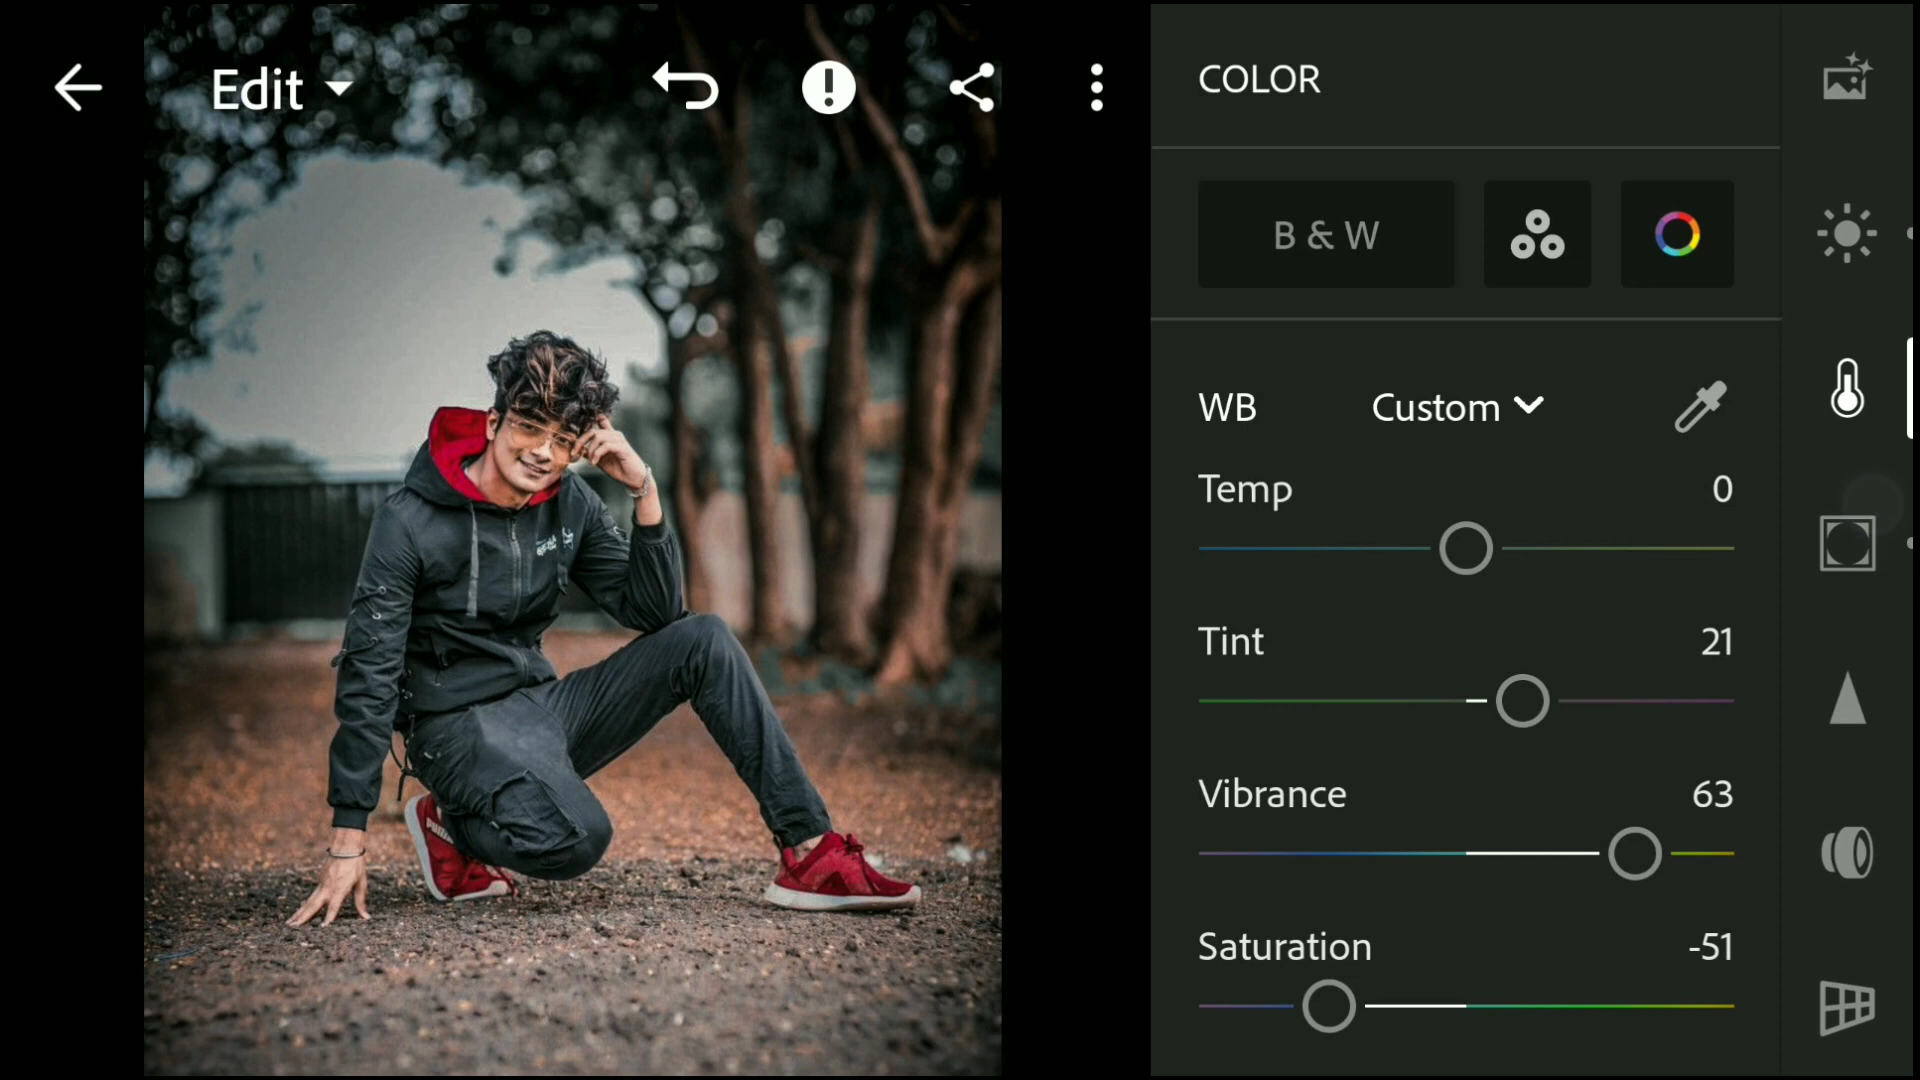 Edit
COLOR
B & W
WB Custom
Temp 0
Tint 21
Vibrance 63
Saturation -51